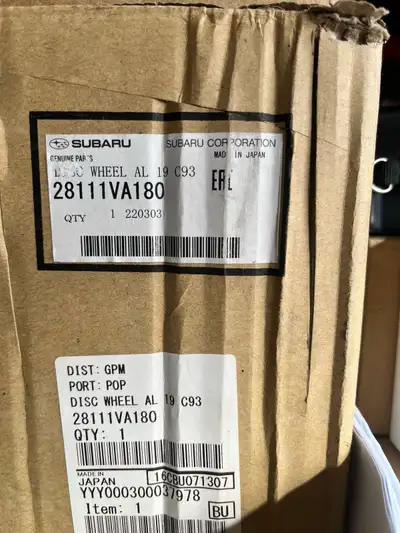 SUBARU SUBARU CORPORATION
GENUINE PARTS MADE IN JAPAN
DISC WHEEL AL 19 C93
28111VA180 EAC
QTY 1 220303
DIST: GPM
PORT: POP
DISC WHEEL AL 19 C93
28111VA180
QTY: 1
MADE IN
JAPAN 16CBU071307
YYY000300037978
Item: 1 BU